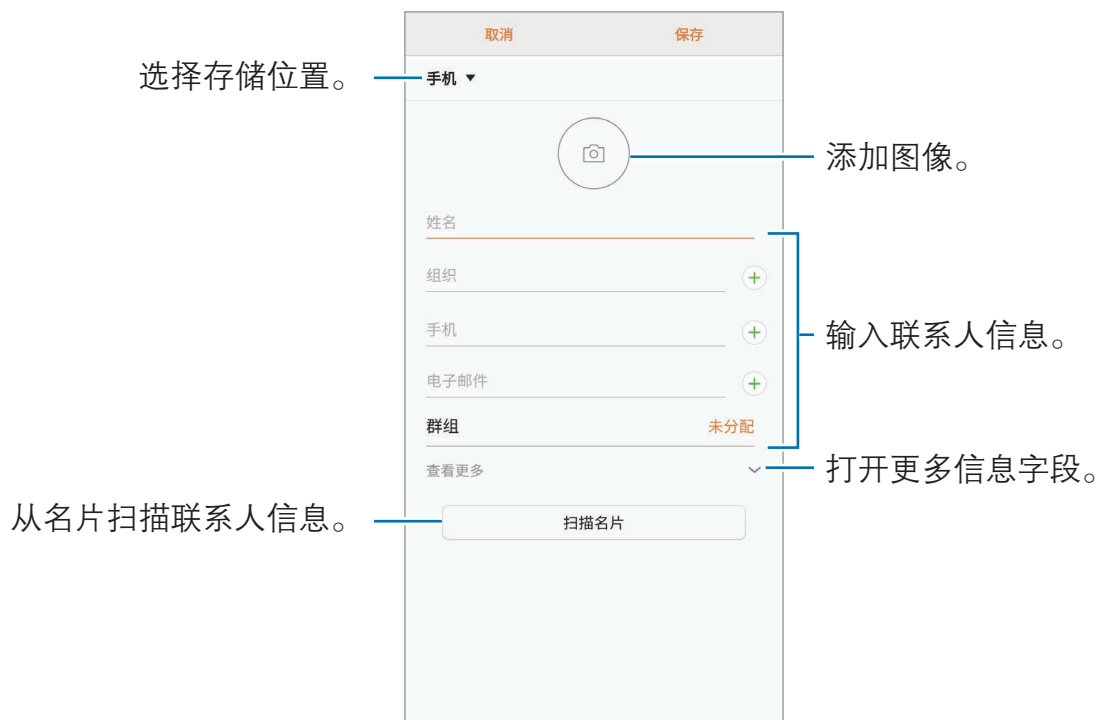 取消 保存
选择存储位置。
手机 ▼
添加图像。
姓名
组织
手机
输入联系人信息。
电子邮件
群组 未分配
查看更多
打开更多信息字段。
从名片扫描联系人信息。
扫描名片